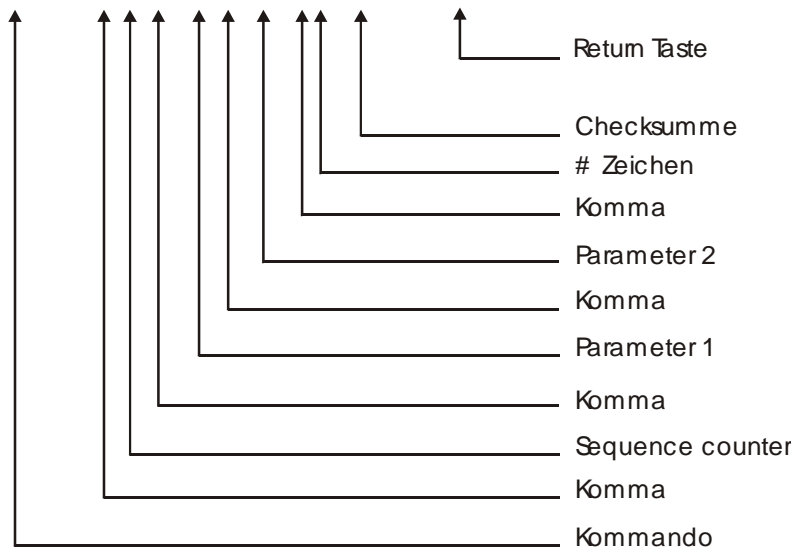 Return Taste
Checksumme
# Zeichen
Komma
Parameter 2
Komma
Parameter 1
Komma
Sequence counter
Komma
Kommando